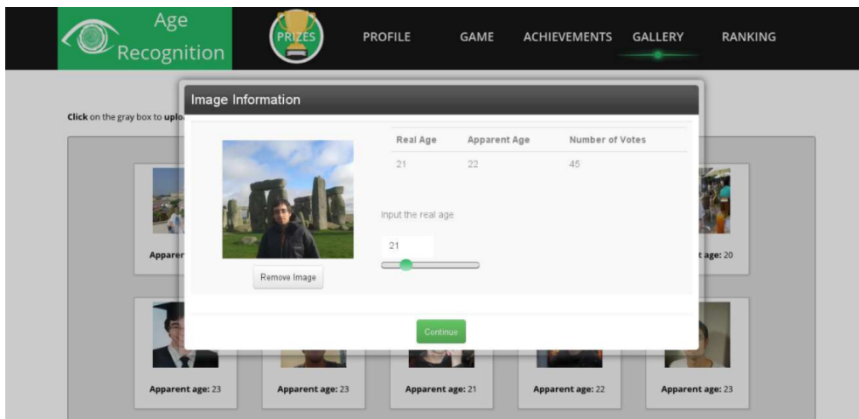 Age
Recognition
PRIZES
PROFILE
GAME
ACHIEVEMENTS
GALLERY
RANKING
Image Information
Click on the gray box to
Real Age Apparent Age Number of Votes
21 22 45
Input the real age
21
Remove Image
age: 20
Continue
Apparent age: 23
Apparent age: 23
Apparent age: 21
Apparent age: 22
Apparent age: 23